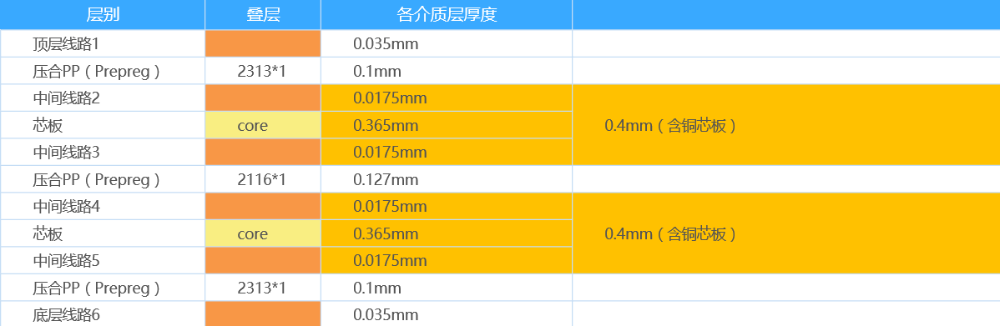 层别 叠层 各介质层厚度
顶层线路1 0.035mm
压合PP（Prepreg） 2313*1 0.1mm
中间线路2 0.0175mm
芯板 core 0.365mm 0.4mm（含铜芯板）
中间线路3 0.0175mm
压合PP（Prepreg） 2116*1 0.127mm
中间线路4 0.0175mm
芯板 core 0.365mm 0.4mm（含铜芯板）
中间线路5 0.0175mm
压合PP（Prepreg） 2313*1 0.1mm
底层线路6 0.035mm